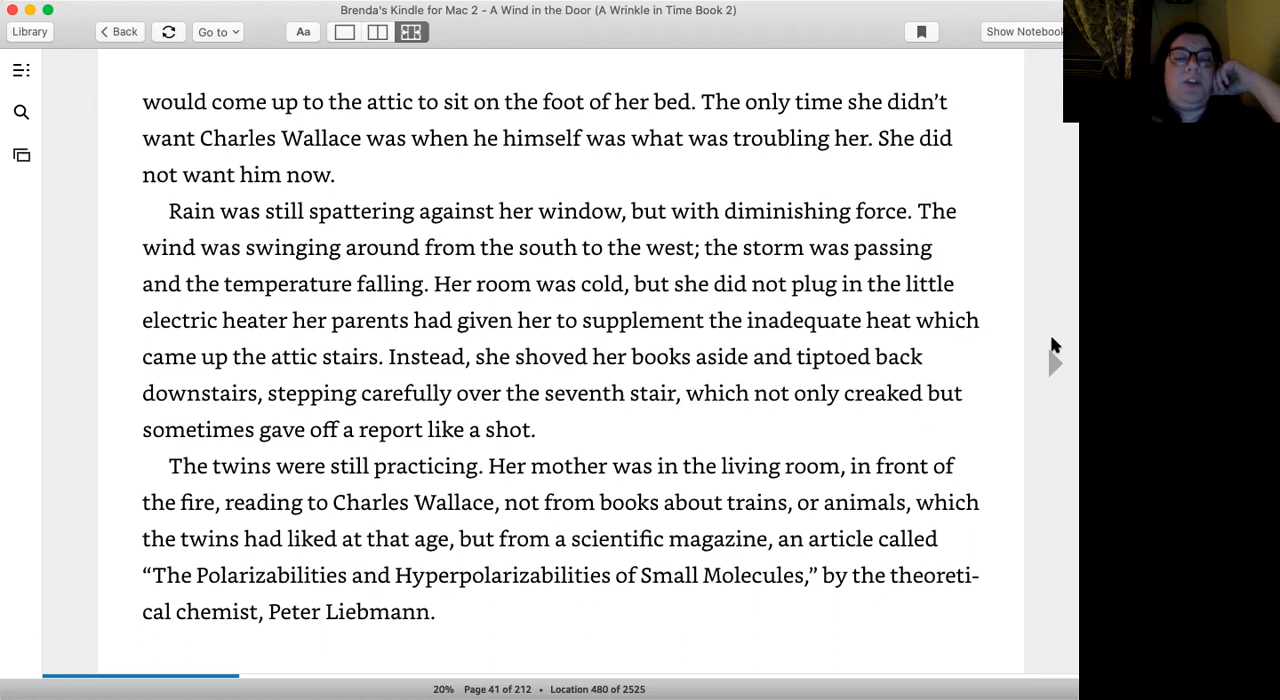 Brenda's Kindle for Mac 2 - A Wind in the Door (A Wrinkle in Time Book 2)
Library
Back
Go to
Aa
Show Notebook
would come up to the attic to sit on the foot of her bed. The only time she didn’t
want Charles Wallace was when he himself was what was troubling her. She did
not want him now.
Rain was still spattering against her window, but with diminishing force. The
wind was swinging around from the south to the west; the storm was passing
and the temperature falling. Her room was cold, but she did not plug in the little
electric heater her parents had given her to supplement the inadequate heat which
came up the attic stairs. Instead, she shoved her books aside and tiptoed back
downstairs, stepping carefully over the seventh stair, which not only creaked but
sometimes gave off a report like a shot.
The twins were still practicing. Her mother was in the living room, in front of
the fire, reading to Charles Wallace, not from books about trains, or animals, which
the twins had liked at that age, but from a scientific magazine, an article called
“The Polarizabilities and Hyperpolarizabilities of Small Molecules,” by the theoreti-
cal chemist, Peter Liebmann.
20% Page 41 of 212 • Location 480 of 2525